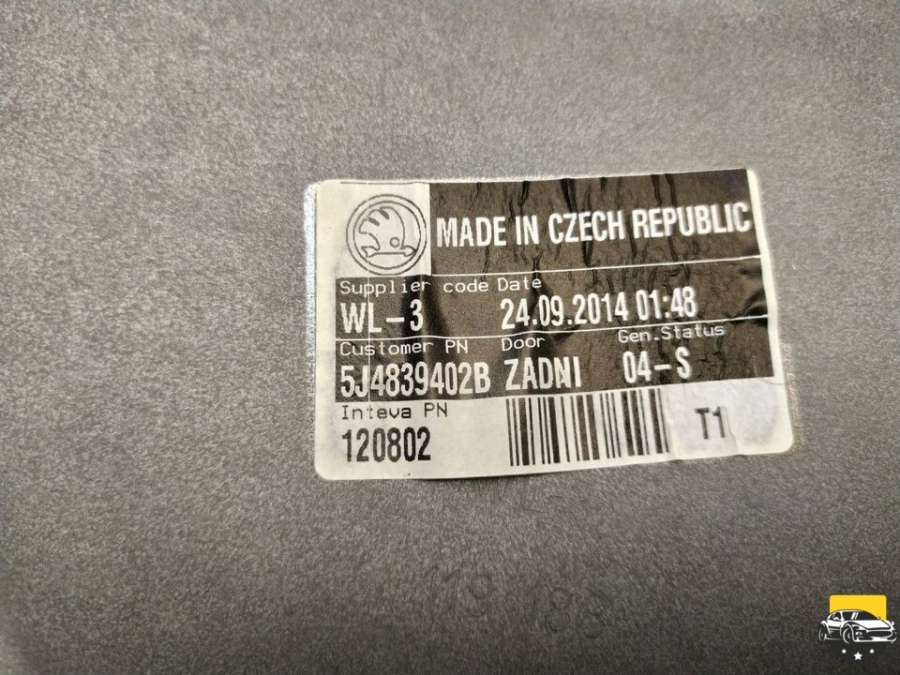 MADE IN CZECH REPUBLIC
Supplier code Date
WL-3 24.09.2014 01:48
Customer PN Door Gen.Status
5J4839402B ZADNI 04-S
Inteva PN
120802 T1